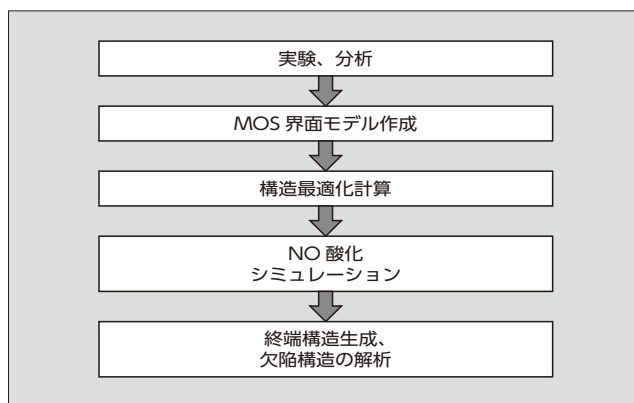 実験、分析
MOS 界面モデル作成
構造最適化計算
NO 酸化
シミュレーション
終端構造生成、
欠陥構造の解析